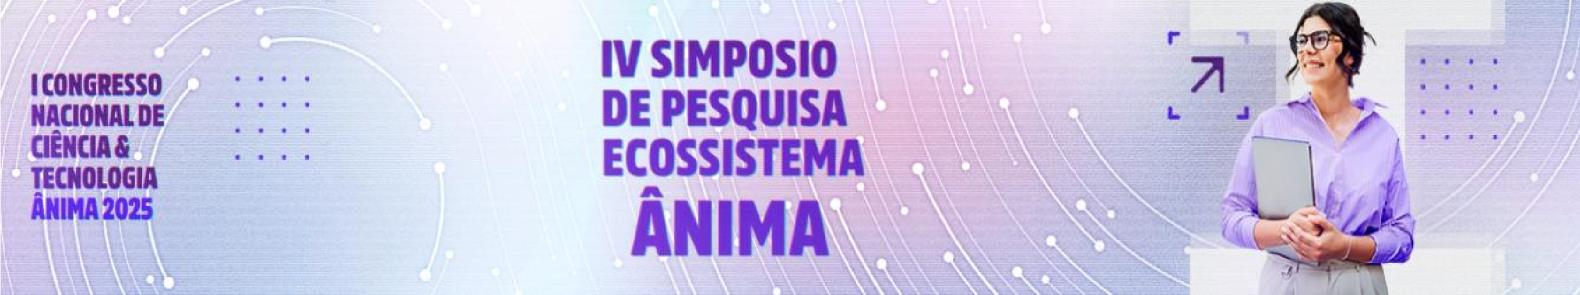 I CONGRESSO
NACIONAL DE
CIÊNCIA &
TECNOLOGIA
ÂNIMA 2025
IV SIMPOSIO
DE PESQUISA
ECOSSISTEMA
ÂNIMA